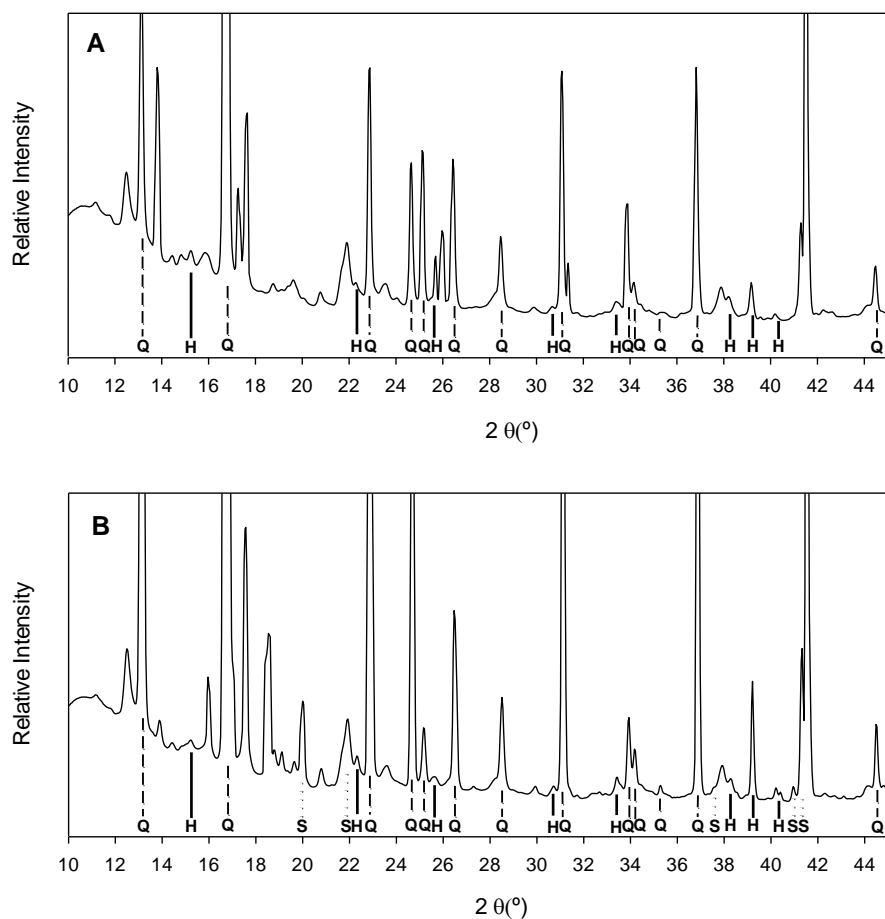 A
Relative Intensity
Q H Q H Q Q Q H Q Q H Q H Q Q Q Q H H H Q
10 12 14 16 18 20 22 24 26 28 30 32 34 36 38 40 42 44
2 θ(º)
B
Relative Intensity
Q H Q S S H Q Q Q H Q Q H Q H Q Q Q Q S H H H S S Q
10 12 14 16 18 20 22 24 26 28 30 32 34 36 38 40 42 44
2 θ(º)